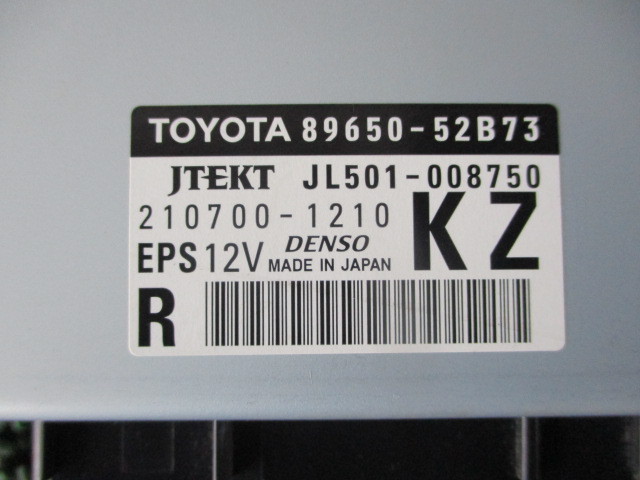 TOYOTA 89650-52B73
JTEKT JL501-008750
210700-1210
EPS 12V DENSO MADE IN JAPAN KZ
R